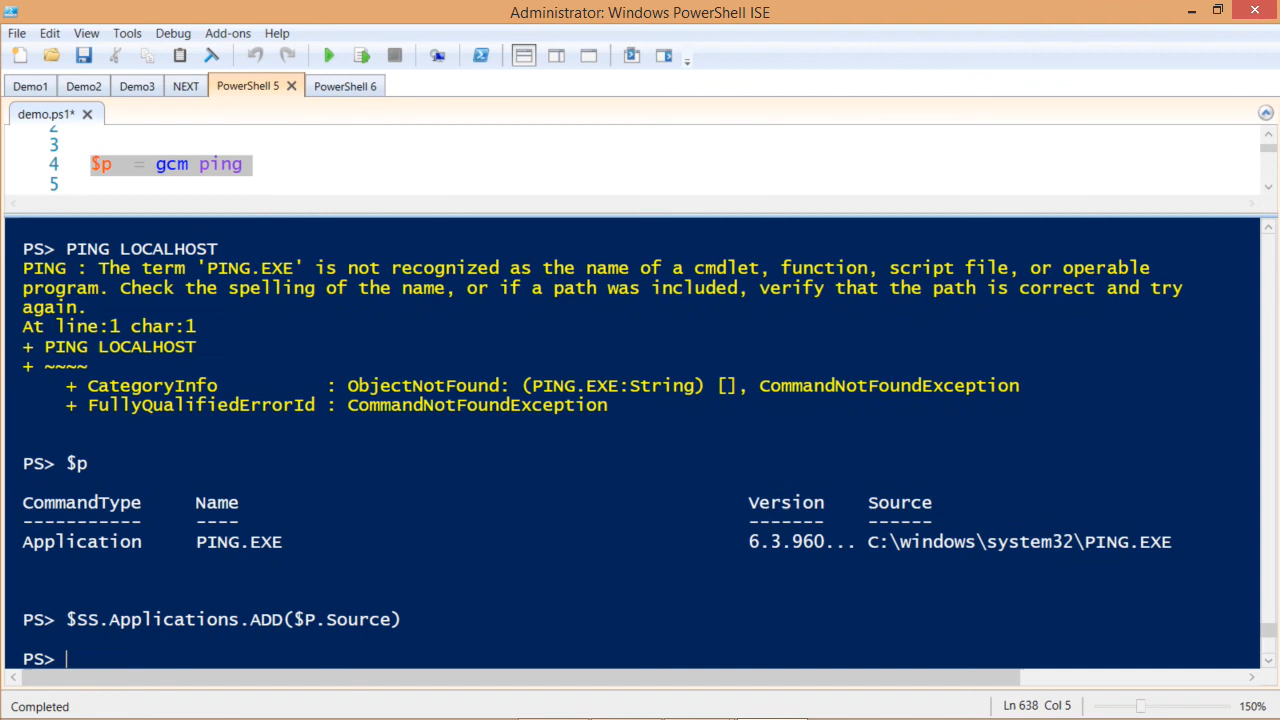 Administrator: Windows PowerShell ISE
File Edit View Tools Debug Add-ons Help
Demo1 Demo2 Demo3 NEXT PowerShell 5 PowerShell 6
demo.ps1*
2
3
4 $p = gcm ping
5
PS> PING LOCALHOST
PING : The term 'PING.EXE' is not recognized as the name of a cmdlet, function, script file, or operable
program. Check the spelling of the name, or if a path was included, verify that the path is correct and try
again.
At line:1 char:1
+ PING LOCALHOST
+ ~~~~
+ CategoryInfo : ObjectNotFound: (PING.EXE:String) [], CommandNotFoundException
+ FullyQualifiedErrorId : CommandNotFoundException
PS> $p
CommandType Name Version Source
----------- ---- ------- ------
Application PING.EXE 6.3.960... C:\windows\system32\PING.EXE
PS> $SS.Applications.ADD($P.Source)
PS>
Completed Ln 638 Col 5 150%